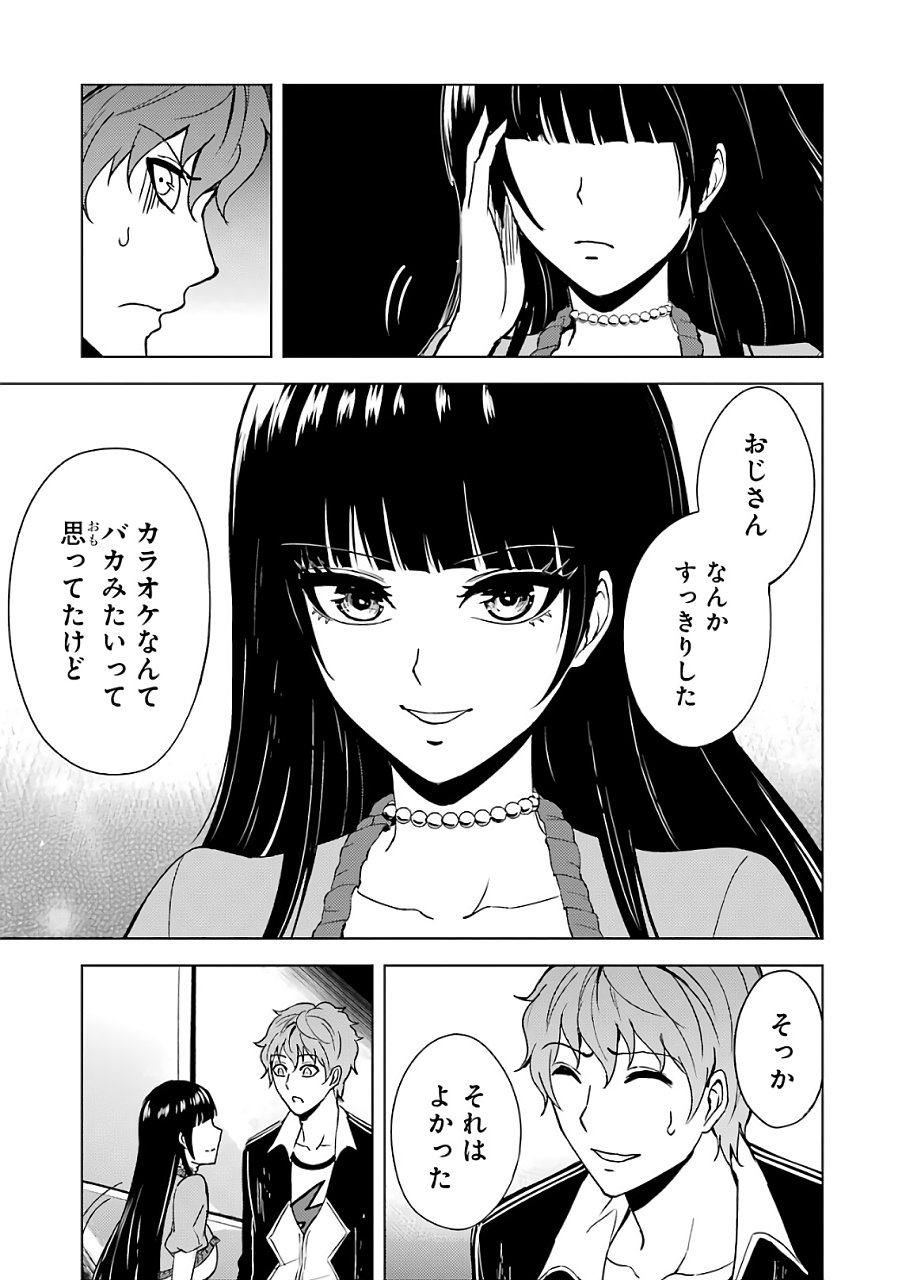 おじさん
なんか
すっきりした
カラオケなんて
バカみたいって
思ってたけど
おも
そっか
それは
よかった